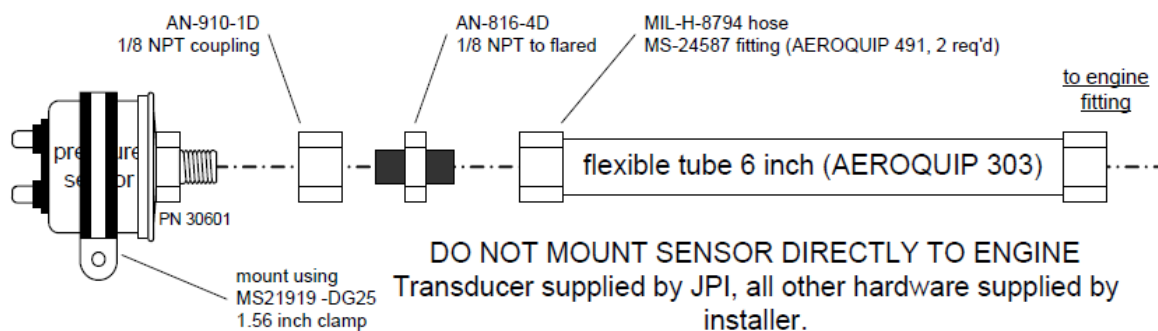 AN-910-1D
1/8 NPT coupling
AN-816-4D
1/8 NPT to flared
MIL-H-8794 hose
MS-24587 fitting (AEROQUIP 491, 2 req'd)
to engine
fitting
pressure
sensor
PN 30601
flexible tube 6 inch (AEROQUIP 303)
mount using
MS21919 -DG25
1.56 inch clamp
DO NOT MOUNT SENSOR DIRECTLY TO ENGINE
Transducer supplied by JPI, all other hardware supplied by
installer.